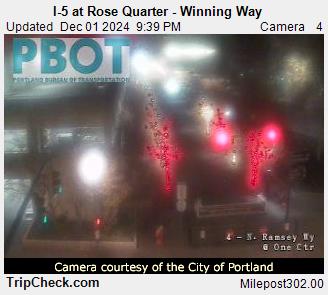 I-5 at Rose Quarter - Winning Way
Updated Dec 01 2024 9:39 PM Camera 4
PBOT
PORTLAND BUREAU OF TRANSPORTATION
4 - N. Ramsey Wy
@ One Ctr
Camera courtesy of the City of Portland
TripCheck.com Milepost302.00